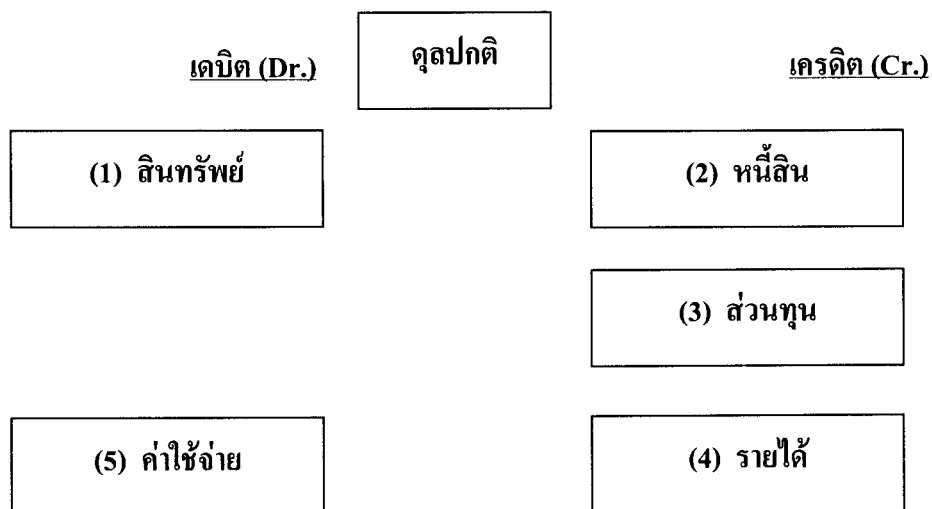 ดุลปกติ
เดบิต (Dr.)
เครดิต (Cr.)
(1) สินทรัพย์
(2) หนี้สิน
(3) ส่วนทุน
(5) ค่าใช้จ่าย
(4) รายได้